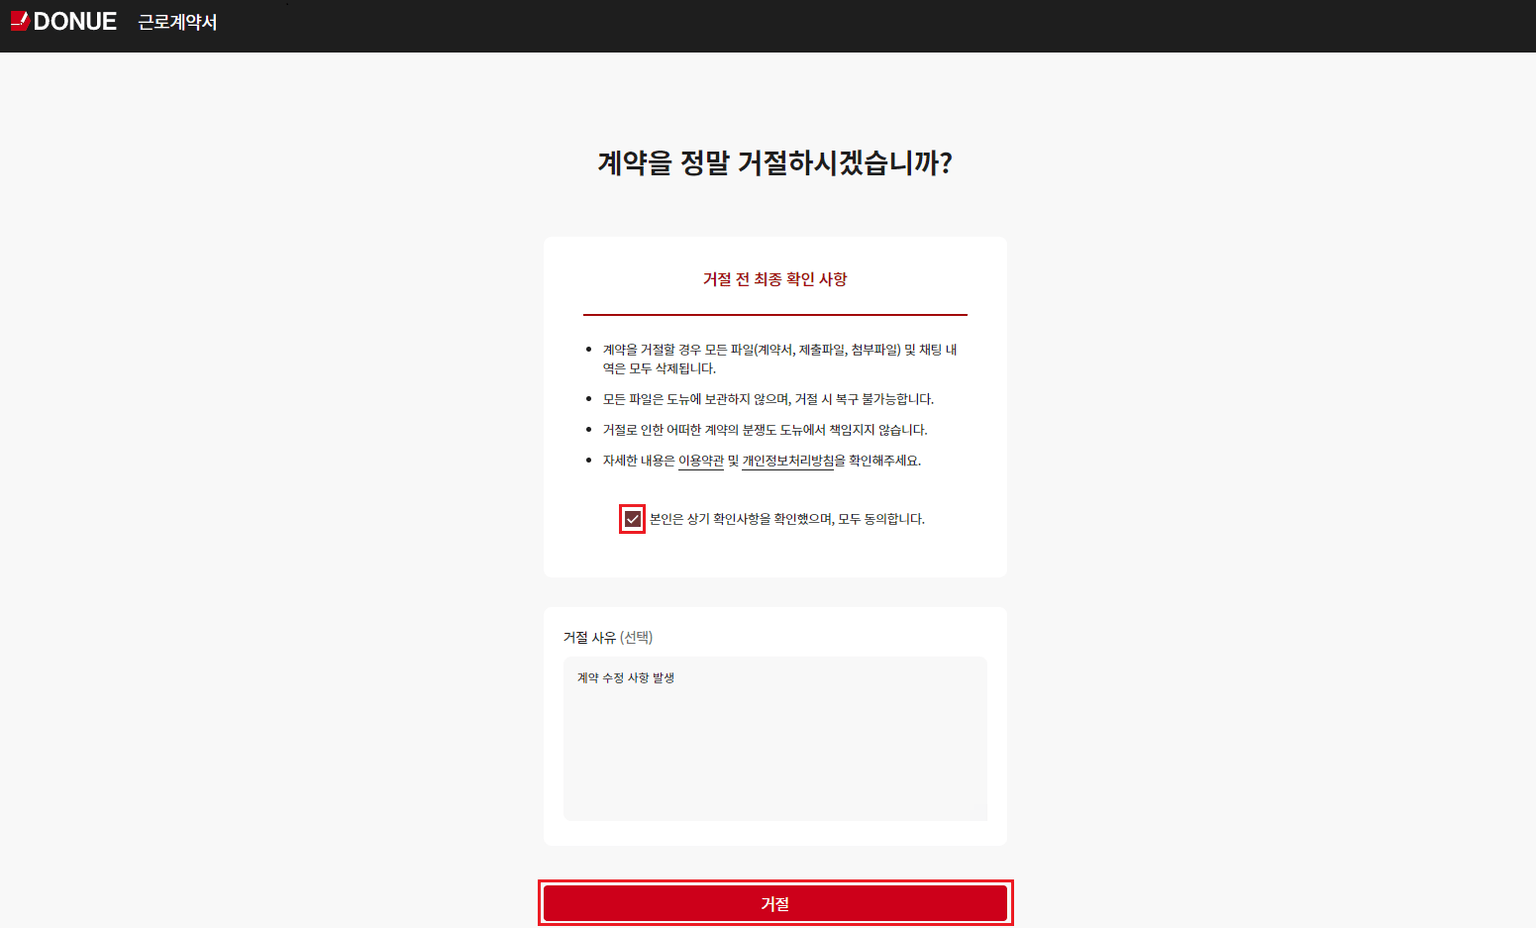 DONUE 근로계약서
계약을 정말 거절하시겠습니까?
거절 전 최종 확인 사항
계약을 거절할 경우 모든 파일(계약서, 제출파일, 첨부파일) 및 채팅 내
역은 모두 삭제됩니다.
모든 파일은 도뉴에 보관하지 않으며, 거절 시 복구 불가능합니다.
거절로 인한 어떠한 계약의 분쟁도 도뉴에서 책임지지 않습니다.
자세한 내용은 이용약관 및 개인정보처리방침을 확인해주세요.
본인은 상기 확인사항을 확인했으며, 모두 동의합니다.
거절 사유 (선택)
계약 수정 사항 발생
거절